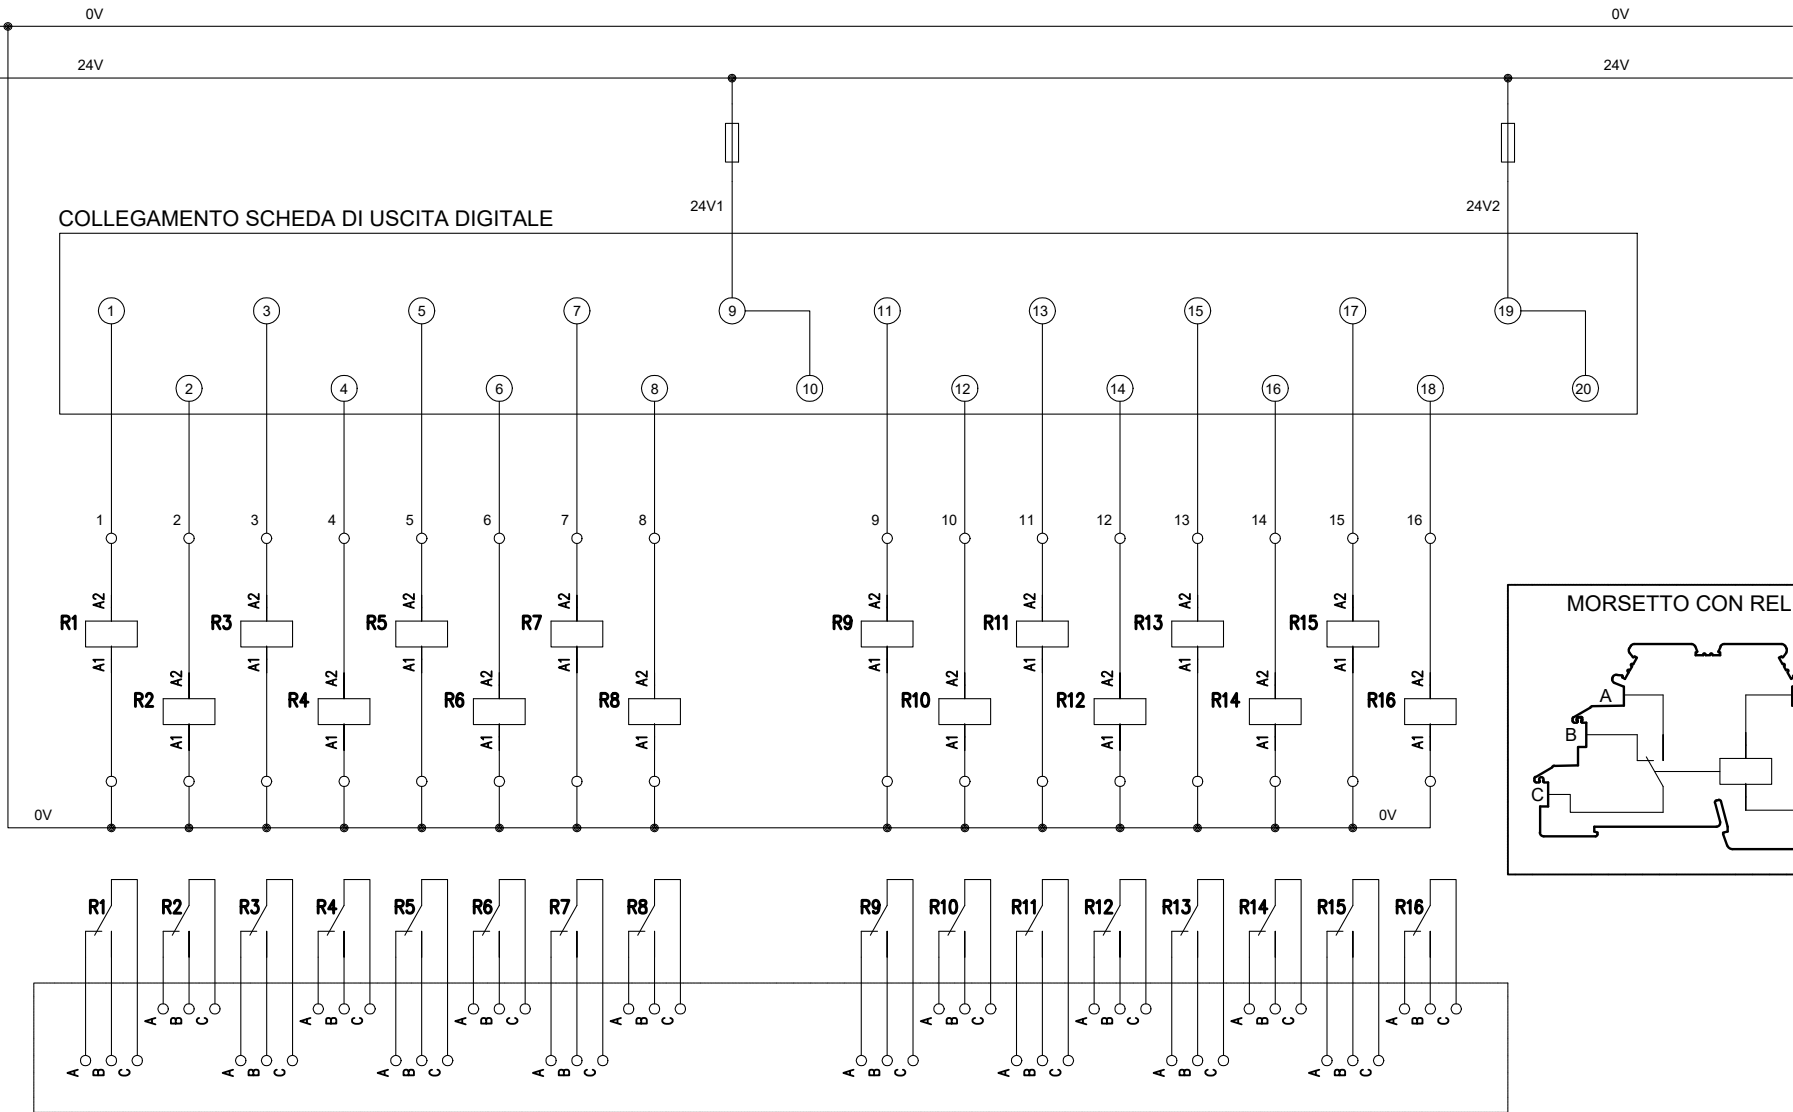 0V 0V
24V 24V
24V1 24V2
COLLEGAMENTO SCHEDA DI USCITA DIGITALE
1 3 5 7 9 11 13 15 17 19
2 4 6 8 10 12 14 16 18 20
1 2 3 4 5 6 7 8 9 10 11 12 13 14 15 16
A2 A2 A2 A2 A2 A2 A2 A2
R1 R3 R5 R7 R9 R11 R13 R15
A1 A1 A1 A1 A1 A1 A1 A1
A2 A2 A2 A2 A2 A2 A2 A2
R2 R4 R6 R8 R10 R12 R14 R16
A1 A1 A1 A1 A1 A1 A1 A1
0V 0V
MORSETTO CON REL
A
B
C
R1 R2 R3 R4 R5 R6 R7 R8 R9 R10 R11 R12 R13 R14 R15 R16
A B C A B C A B C A B C A B C A B C A B C A B C
A B C A B C A B C A B C A B C A B C A B C A B C